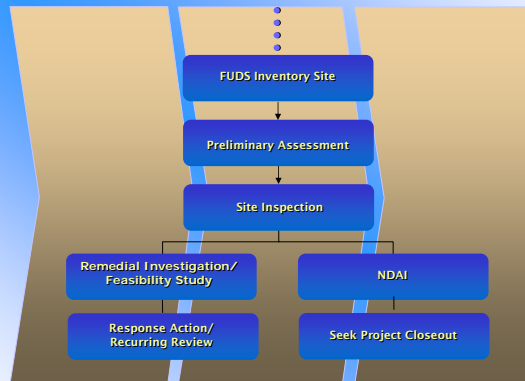 FUDS Inventory Site
Preliminary Assessment
Site Inspection
Remedial Investigation/
Feasibility Study
NDAI
Response Action/
Recurring Review
Seek Project Closeout